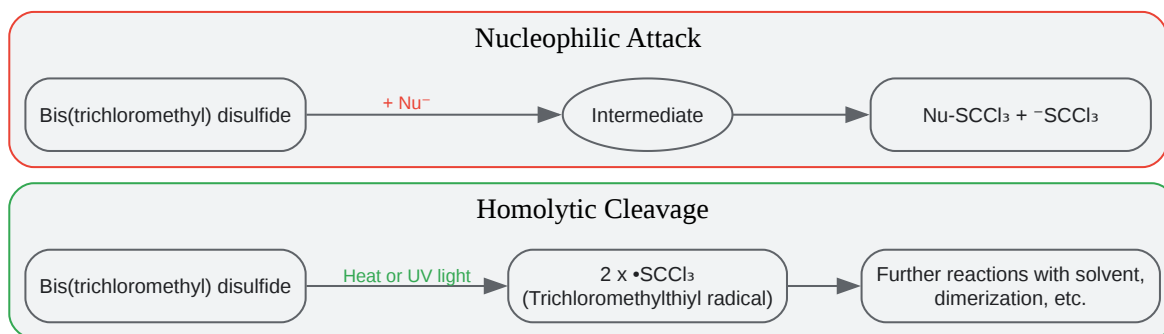 Nucleophilic Attack
Bis(trichloromethyl) disulfide
+ Nu⁻
Intermediate
Nu-SCCl₃ + ⁻SCCl₃
Homolytic Cleavage
Bis(trichloromethyl) disulfide
Heat or UV light
2 x •SCCl₃
(Trichloromethylthiyl radical)
Further reactions with solvent,
dimerization, etc.